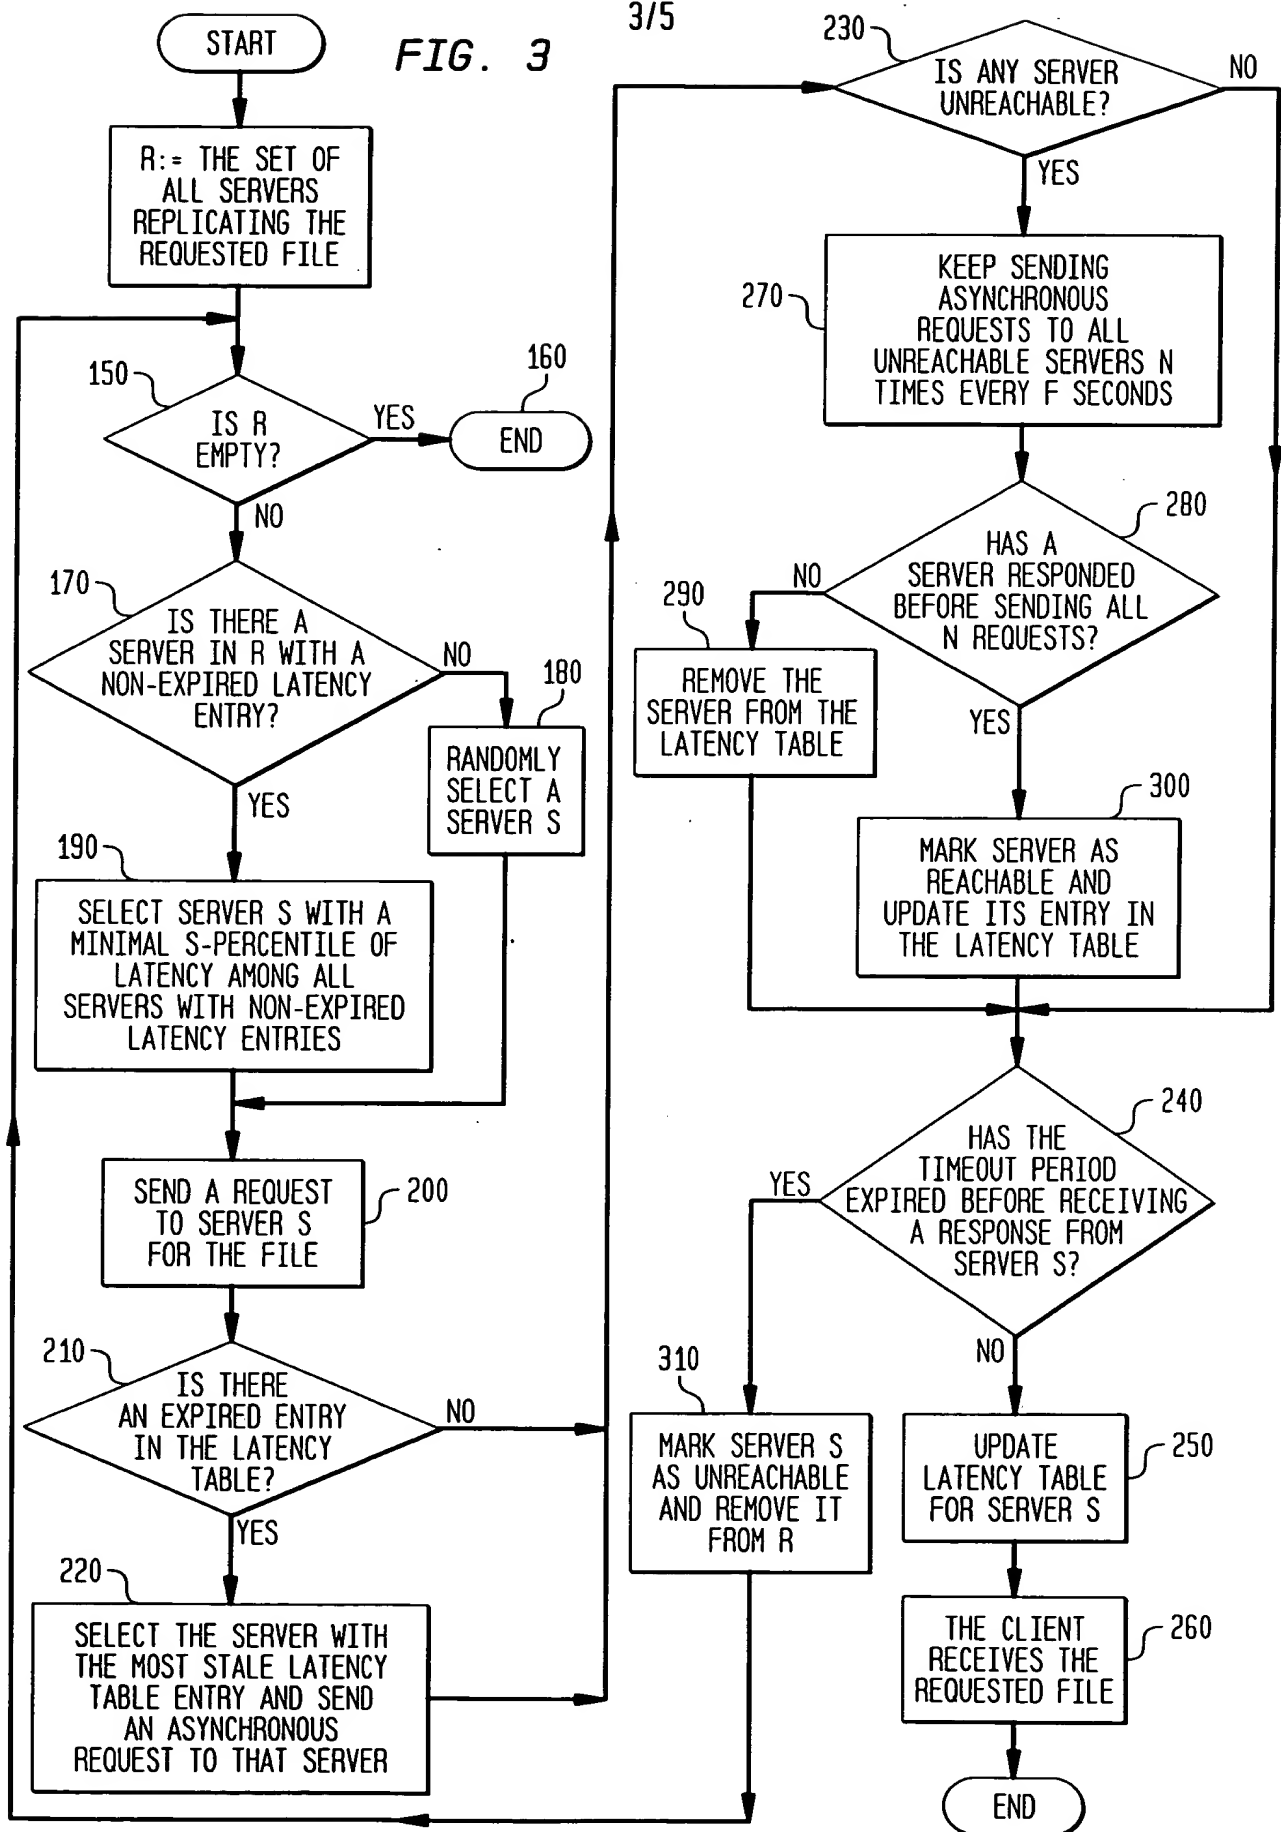 3/5
FIG. 3
START
R:= THE SET OF
ALL SERVERS
REPLICATING THE
REQUESTED FILE
150
IS R
EMPTY?
YES
160
END
NO
170
IS THERE A
SERVER IN R WITH A
NON-EXPIRED LATENCY
ENTRY?
NO
180
RANDOMLY
SELECT A
SERVER S
YES
190
SELECT SERVER S WITH A
MINIMAL S-PERCENTILE OF
LATENCY AMONG ALL
SERVERS WITH NON-EXPIRED
LATENCY ENTRIES
SEND A REQUEST
TO SERVER S
FOR THE FILE
200
210
IS THERE
AN EXPIRED ENTRY
IN THE LATENCY
TABLE?
NO
YES
220
SELECT THE SERVER WITH
THE MOST STALE LATENCY
TABLE ENTRY AND SEND
AN ASYNCHRONOUS
REQUEST TO THAT SERVER
230
IS ANY SERVER
UNREACHABLE?
NO
YES
270
KEEP SENDING
ASYNCHRONOUS
REQUESTS TO ALL
UNREACHABLE SERVERS N
TIMES EVERY F SECONDS
280
HAS A
SERVER RESPONDED
BEFORE SENDING ALL
N REQUESTS?
NO
290
REMOVE THE
SERVER FROM THE
LATENCY TABLE
YES
300
MARK SERVER AS
REACHABLE AND
UPDATE ITS ENTRY IN
THE LATENCY TABLE
240
HAS THE
TIMEOUT PERIOD
EXPIRED BEFORE RECEIVING
A RESPONSE FROM
SERVER S?
YES
310
MARK SERVER S
AS UNREACHABLE
AND REMOVE IT
FROM R
NO
UPDATE
LATENCY TABLE
FOR SERVER S
250
THE CLIENT
RECEIVES THE
REQUESTED FILE
260
END